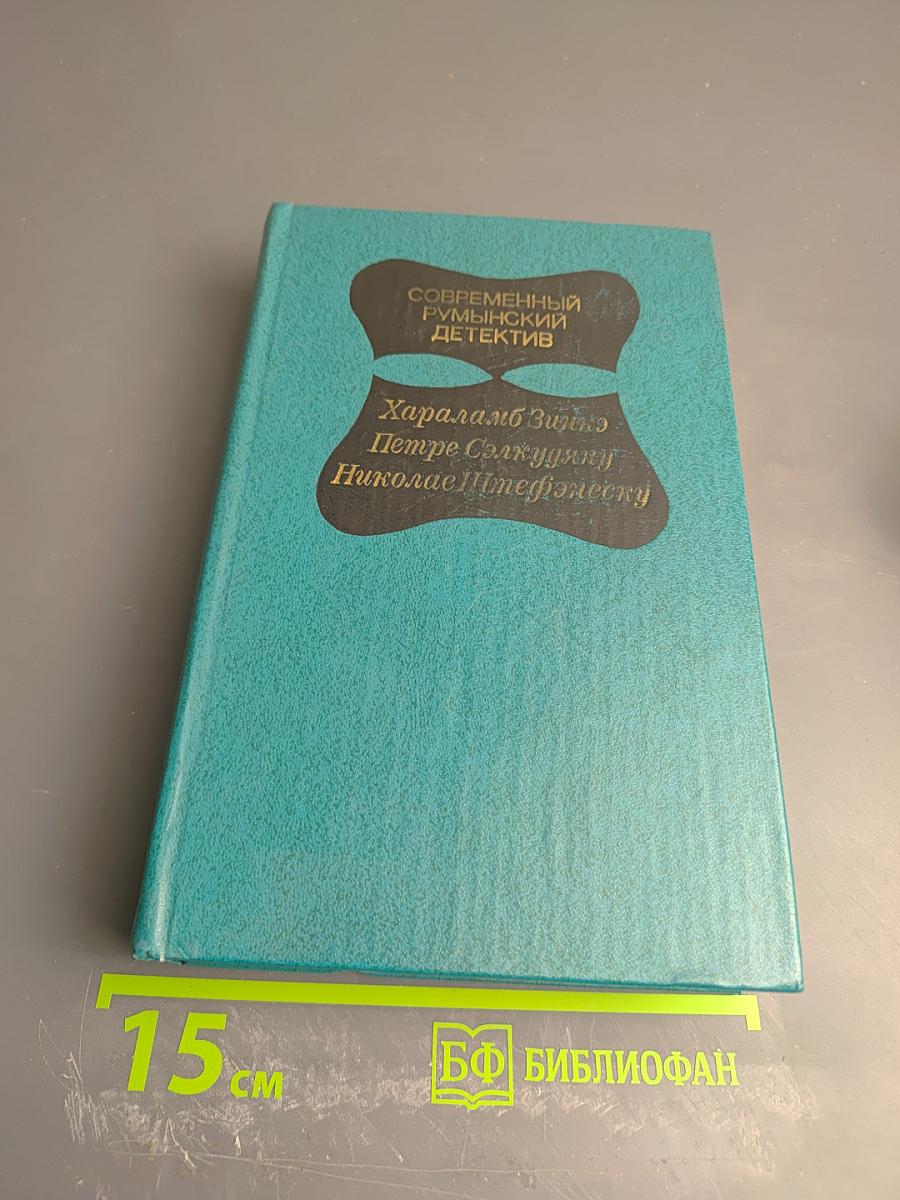 СОВРЕМЕННЫЙ
РУМЫНСКИЙ
ДЕТЕКТИВ
Хараламб Зинкэ
Петре Сэлкудяну
Николае Штефэнеску
15 см
БФ БИБЛИОФАН